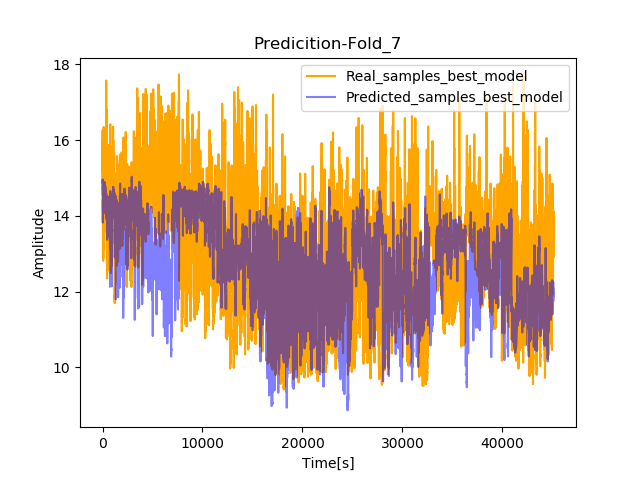 Predicition-Fold_7
Real_samples_best_model
Predicted_samples_best_model
18
16
14
12
10
Amplitude
0
10000
20000
30000
40000
Time[s]